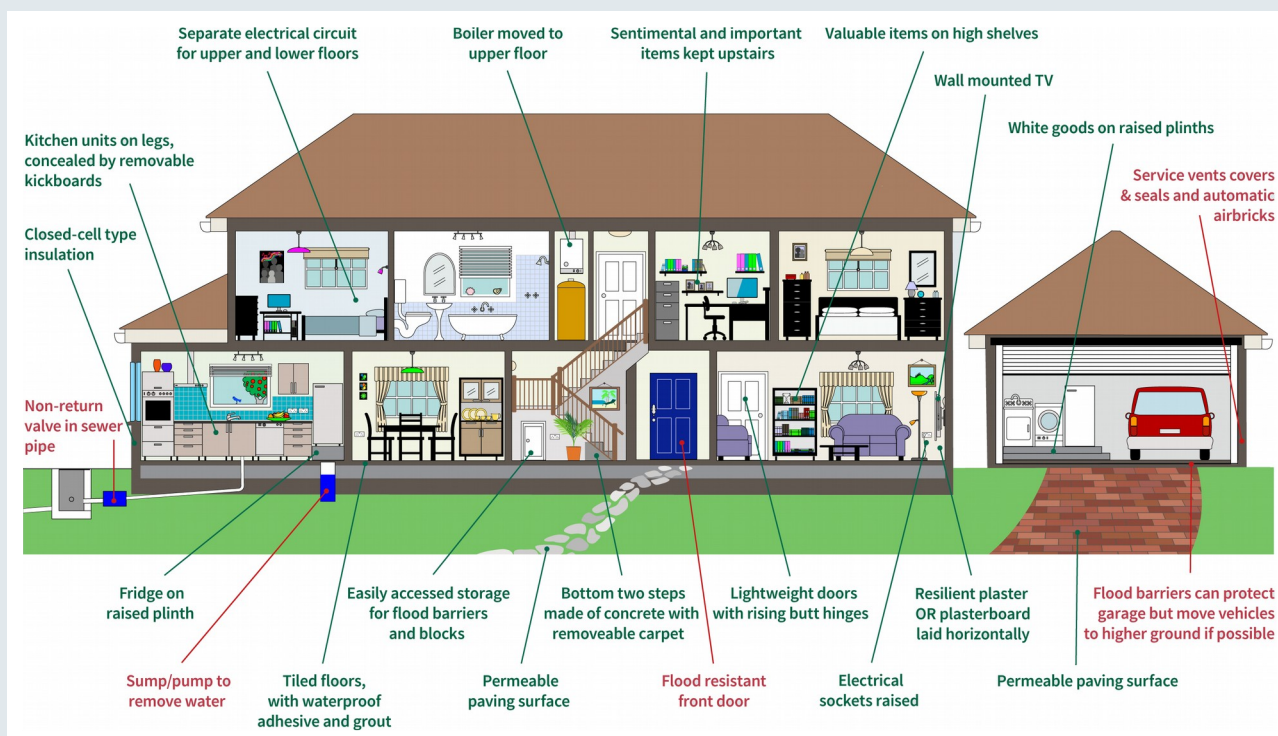 Separate electrical circuit
for upper and lower floors
Boiler moved to
upper floor
Sentimental and important
items kept upstairs
Valuable items on high shelves
Wall mounted TV
White goods on raised plinths
Kitchen units on legs,
concealed by removable
kickboards
Service vents covers
& seals and automatic
airbricks
Closed-cell type
insulation
Non-return
valve in sewer
pipe
Fridge on
raised plinth
Easily accessed storage
for flood barriers
and blocks
Bottom two steps
made of concrete with
removeable carpet
Lightweight doors
with rising butt hinges
Resilient plaster
OR plasterboard
laid horizontally
Flood barriers can protect
garage but move vehicles
to higher ground if possible
Sump/pump to
remove water
Tiled floors,
with waterproof
adhesive and grout
Permeable
paving surface
Flood resistant
front door
Electrical
sockets raised
Permeable paving surface